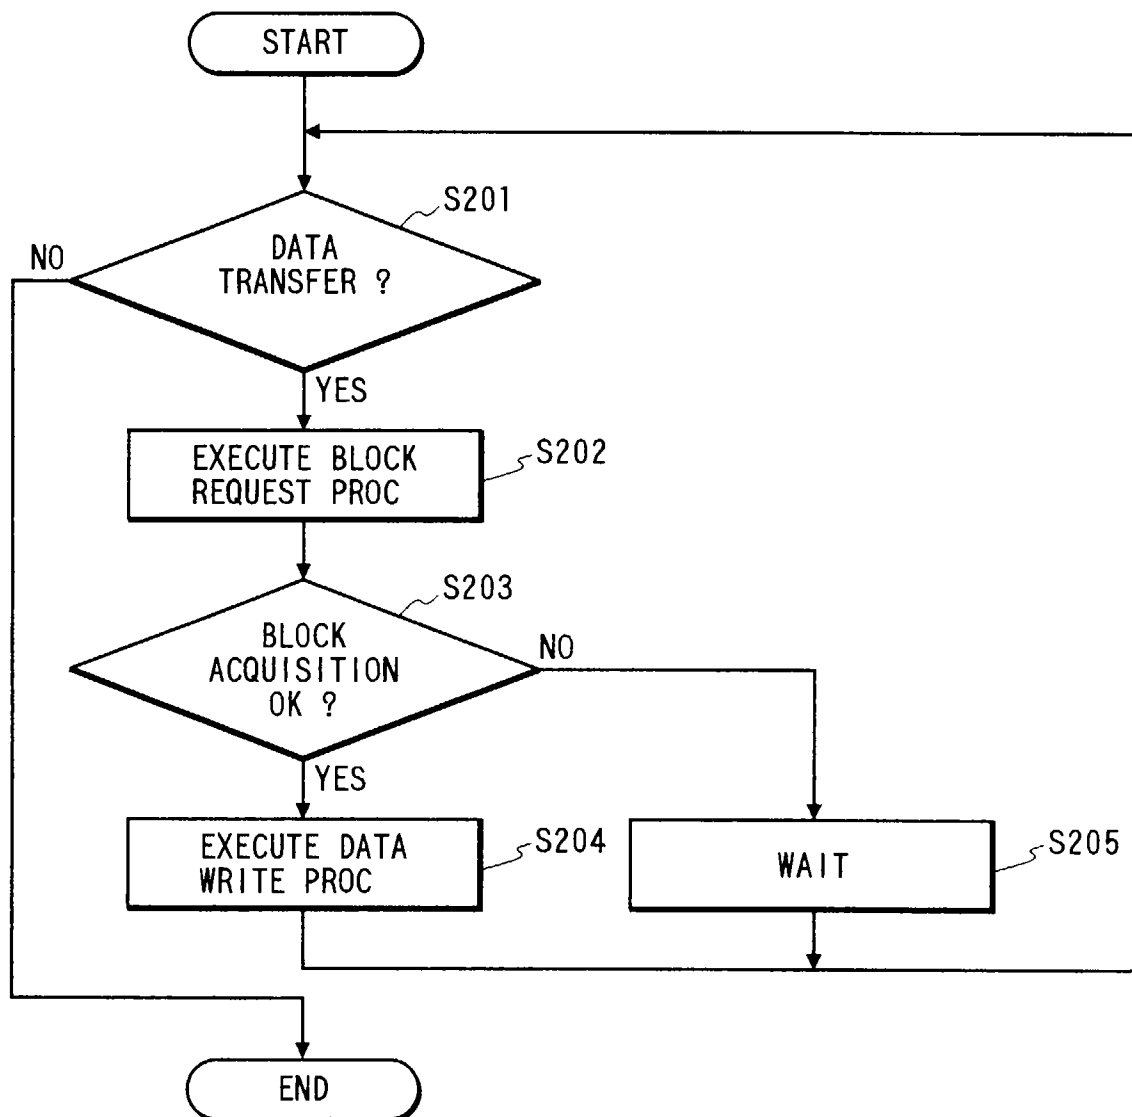 START
S201
DATA
TRANSFER ?
NO
YES
EXECUTE BLOCK
REQUEST PROC
S202
S203
BLOCK
ACQUISITION
OK ?
NO
YES
EXECUTE DATA
WRITE PROC
S204
WAIT
S205
END